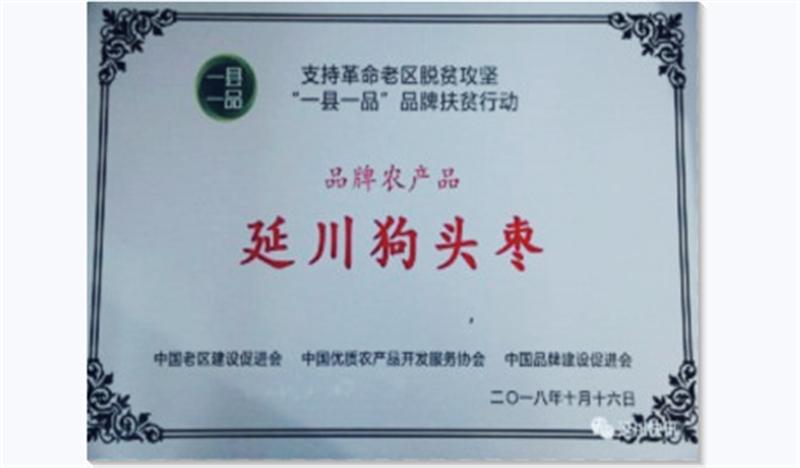 一县
一品
支持革命老区脱贫攻坚
“一县一品”品牌扶贫行动
品牌农产品
延川狗头枣
中国老区建设促进会 中国优质农产品开发服务协会 中国品牌建设促进会
二〇一八年十月十六日